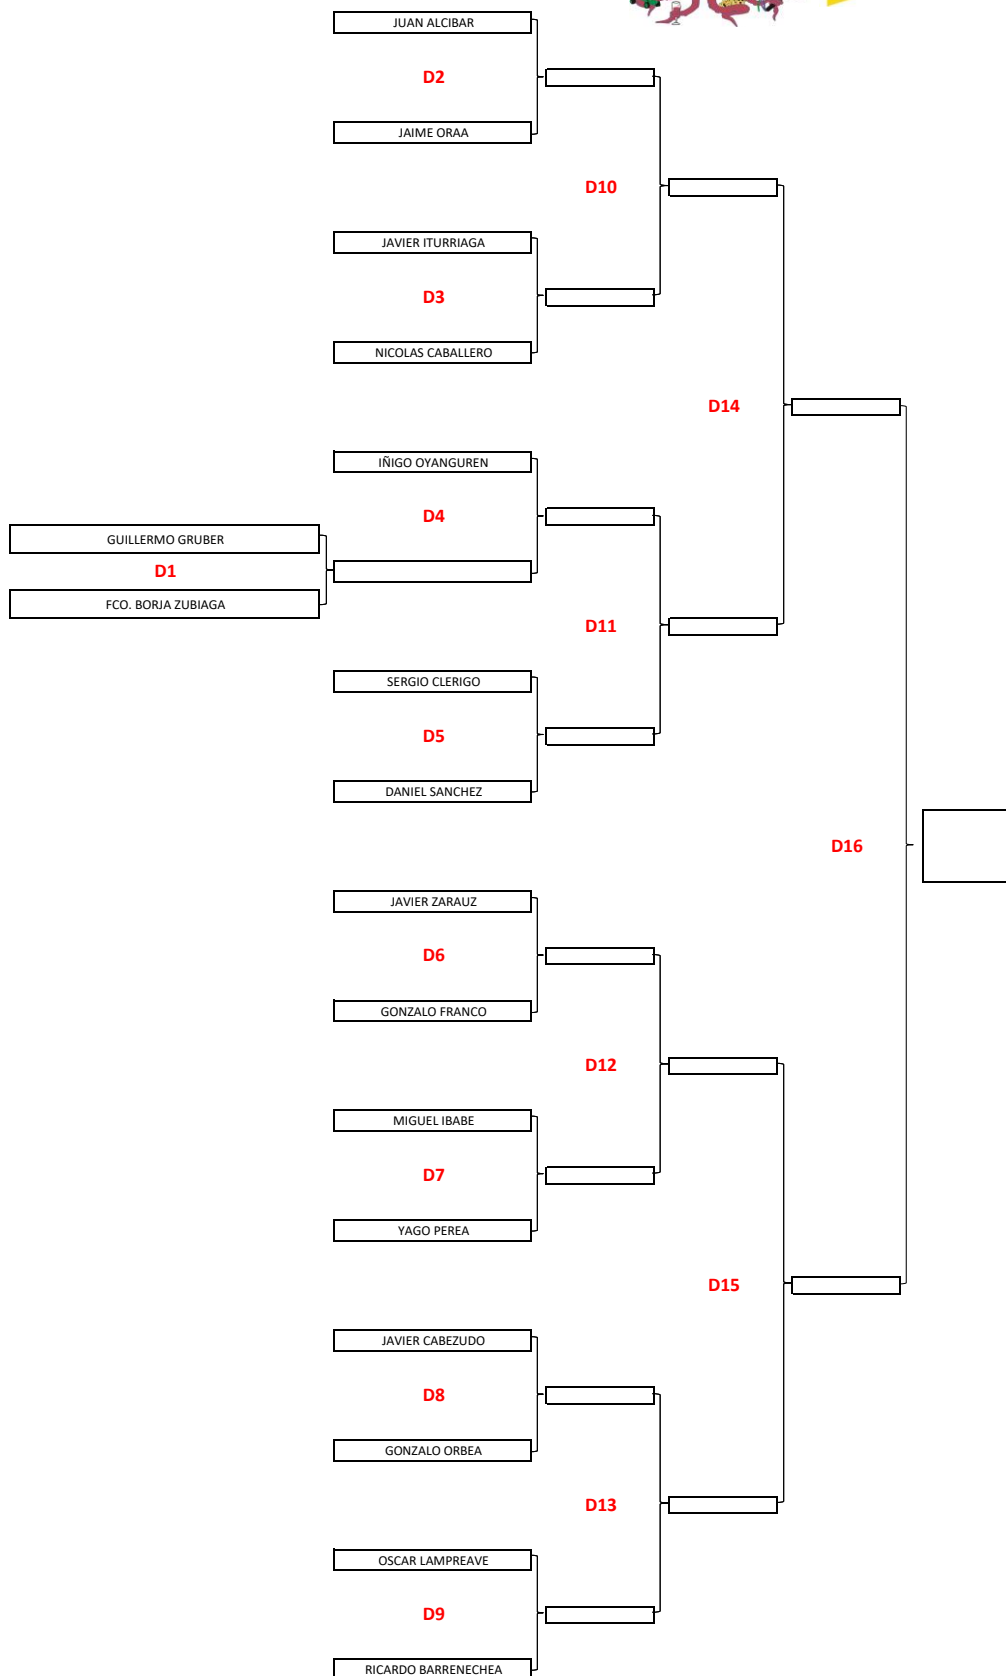 JUAN ALCIBAR
D2
JAIME ORAA
D10
JAVIER ITURRIAGA
D3
NICOLAS CABALLERO
D14
IÑIGO OYANGUREN
D4
GUILLERMO GRUBER
D1
FCO. BORJA ZUBIAGA
D11
SERGIO CLERIGO
D5
DANIEL SANCHEZ
D16
JAVIER ZARAUZ
D6
GONZALO FRANCO
D12
MIGUEL IBABE
D7
YAGO PEREA
D15
JAVIER CABEZUDO
D8
GONZALO ORBEA
D13
OSCAR LAMPREAVE
D9
RICARDO BARRENECHEA